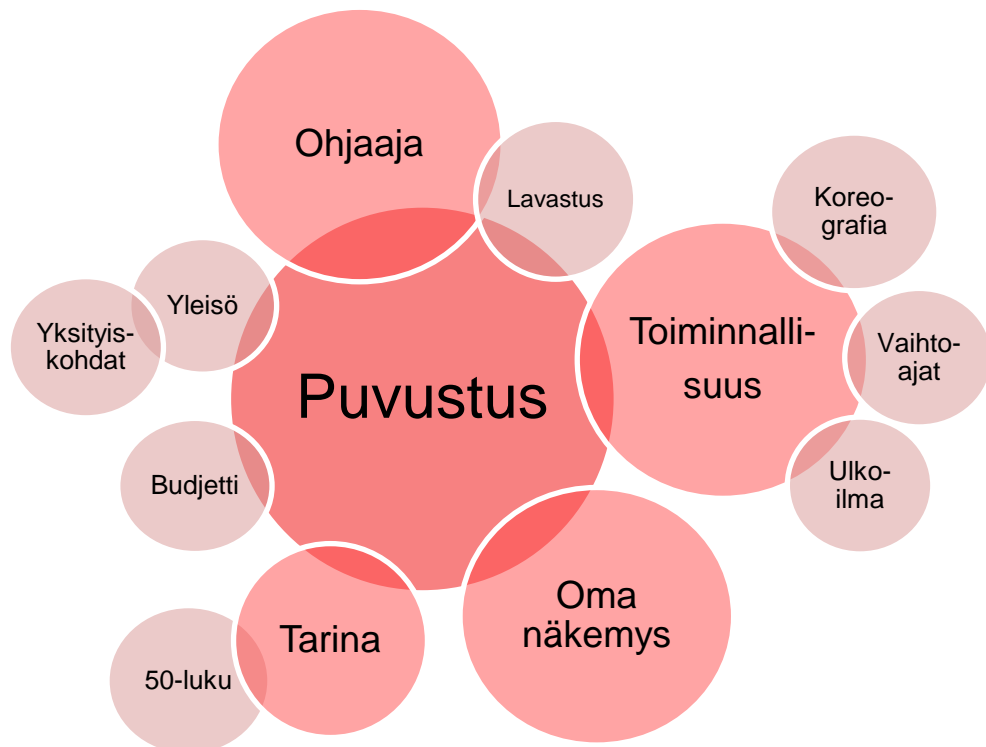 Ohjaaja
Lavastus
Koreo-
grafia
Yleisö
Yksityis-
kohdat
Toiminnalli-
suus
Vaihto-
ajat
Puvustus
Budjetti
Ulko-
ilma
Oma
näkemys
Tarina
50-luku